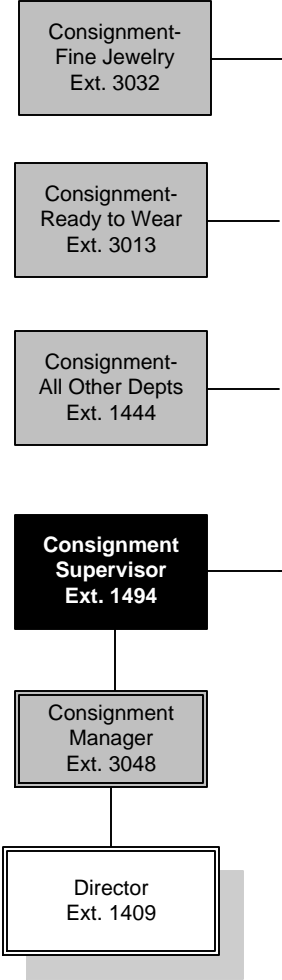 Consignment-
Fine Jewelry
Ext. 3032
Consignment-
Ready to Wear
Ext. 3013
Consignment-
All Other Depts
Ext. 1444
Consignment
Supervisor
Ext. 1494
Consignment
Manager
Ext. 3048
Director
Ext. 1409